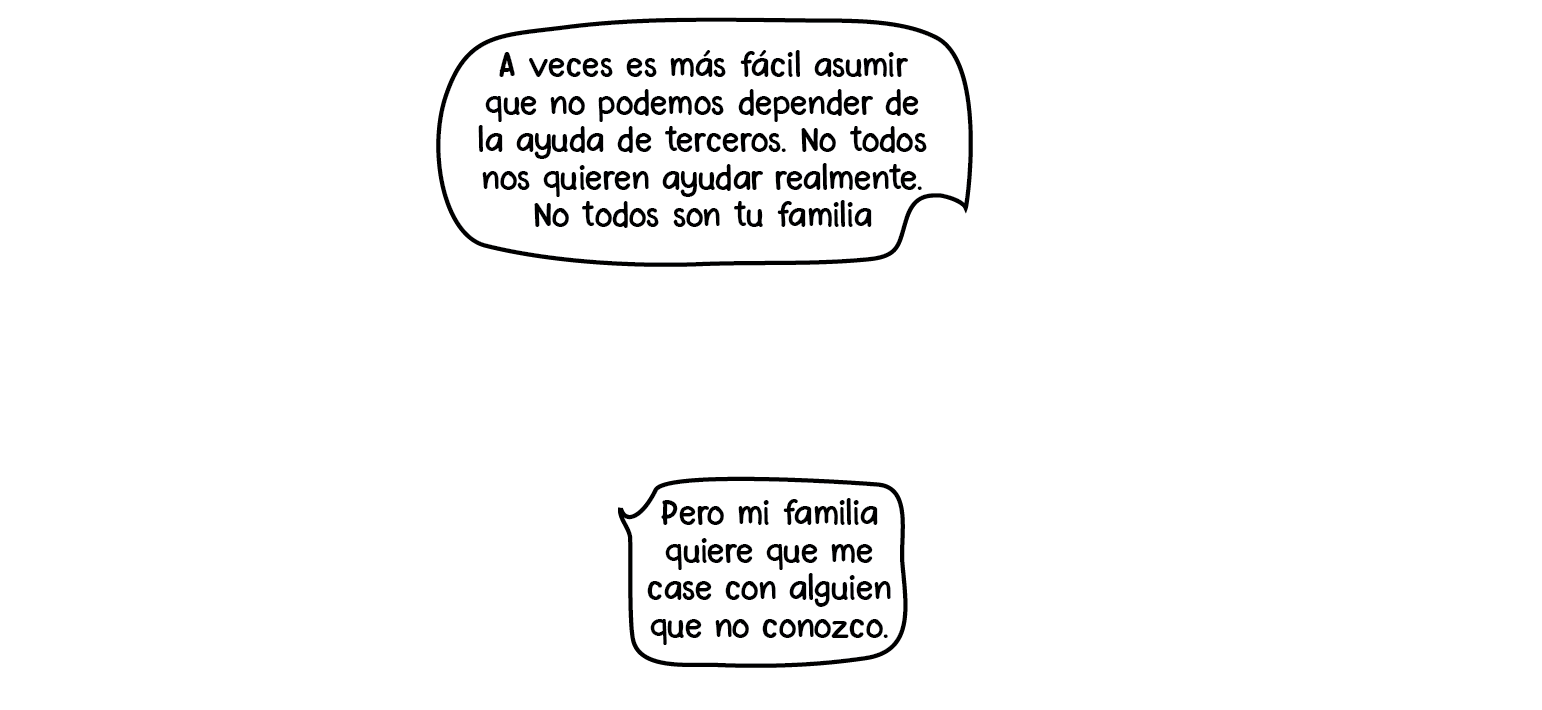 A veces es más fácil asumir
que no podemos depender de
la ayuda de terceros. No todos
nos quieren ayudar realmente.
No todos son tu familia
Pero mi familia
quiere que me
case con alguien
que no conozco.